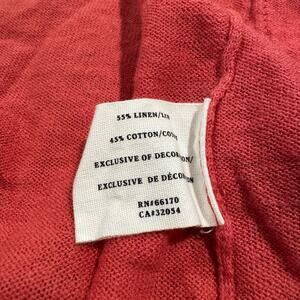 55% LINEN/LIN
45% COTTON/COTON
EXCLUSIVE OF DECORATION/
EXCLUSIVE DE DÉCORATION
RN#66170
CA#32054